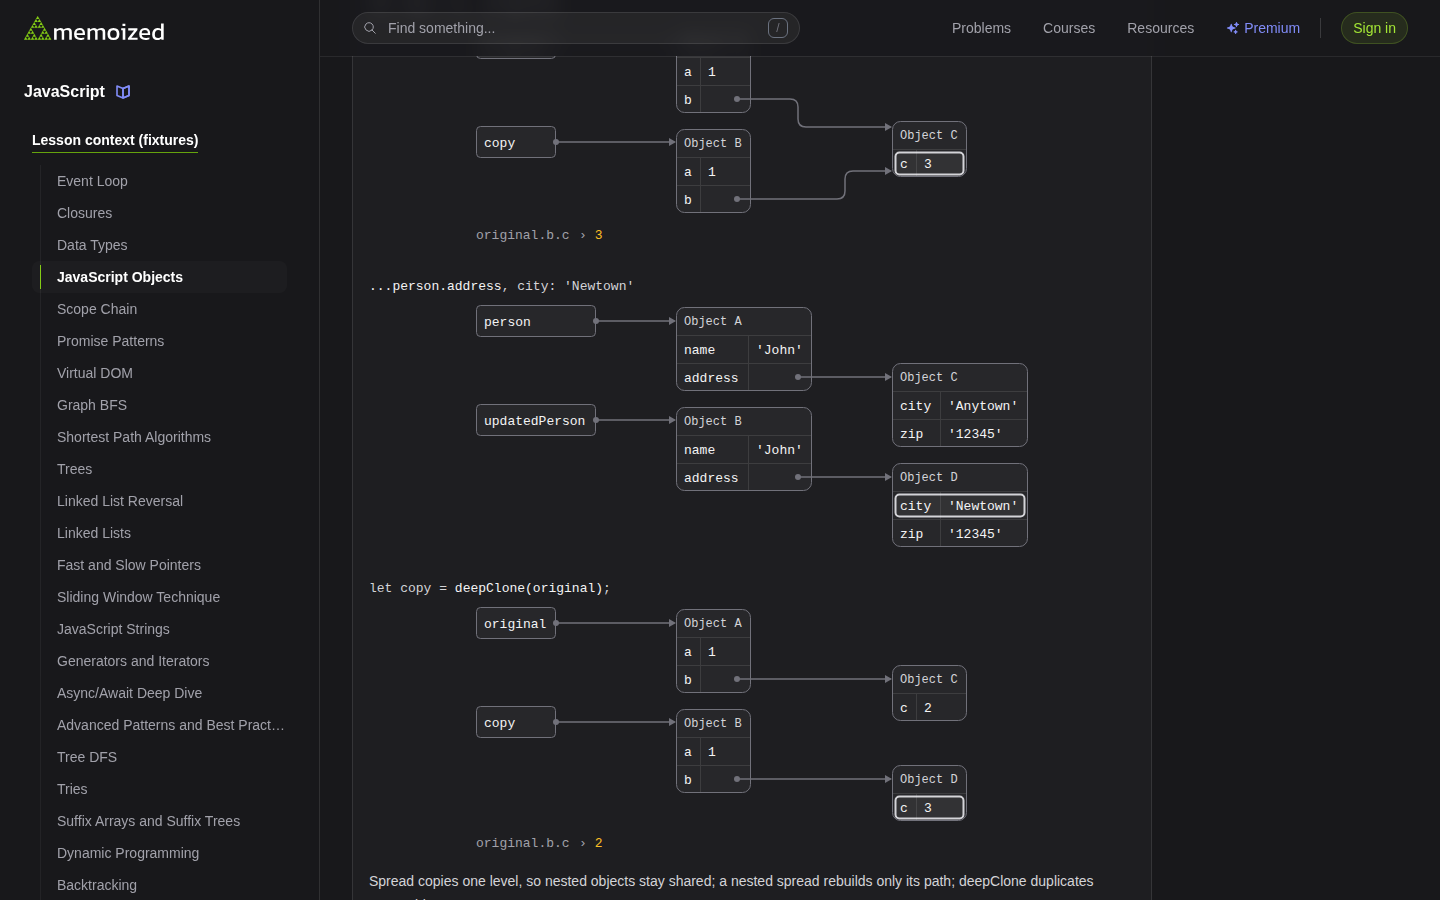 memoized
Find something...
/
Problems
Courses
Resources
Premium
Sign in
JavaScript
Lesson context (fixtures)
Event Loop
Closures
Data Types
JavaScript Objects
Scope Chain
Promise Patterns
Virtual DOM
Graph BFS
Shortest Path Algorithms
Trees
Linked List Reversal
Linked Lists
Fast and Slow Pointers
Sliding Window Technique
JavaScript Strings
Generators and Iterators
Async/Await Deep Dive
Advanced Patterns and Best Pract…
Tree DFS
Tries
Suffix Arrays and Suffix Trees
Dynamic Programming
Backtracking
a 1
b
Object C
c 3
copy
Object B
a 1
b
original.b.c › 3
...person.address, city: 'Newtown'
person
Object A
name 'John'
address
Object C
city 'Anytown'
zip '12345'
updatedPerson
Object B
name 'John'
address
Object D
city 'Newtown'
zip '12345'
let copy = deepClone(original);
original
Object A
a 1
b
Object C
c 2
copy
Object B
a 1
b
Object D
c 3
original.b.c › 2
Spread copies one level, so nested objects stay shared; a nested spread rebuilds only its path; deepClone duplicates